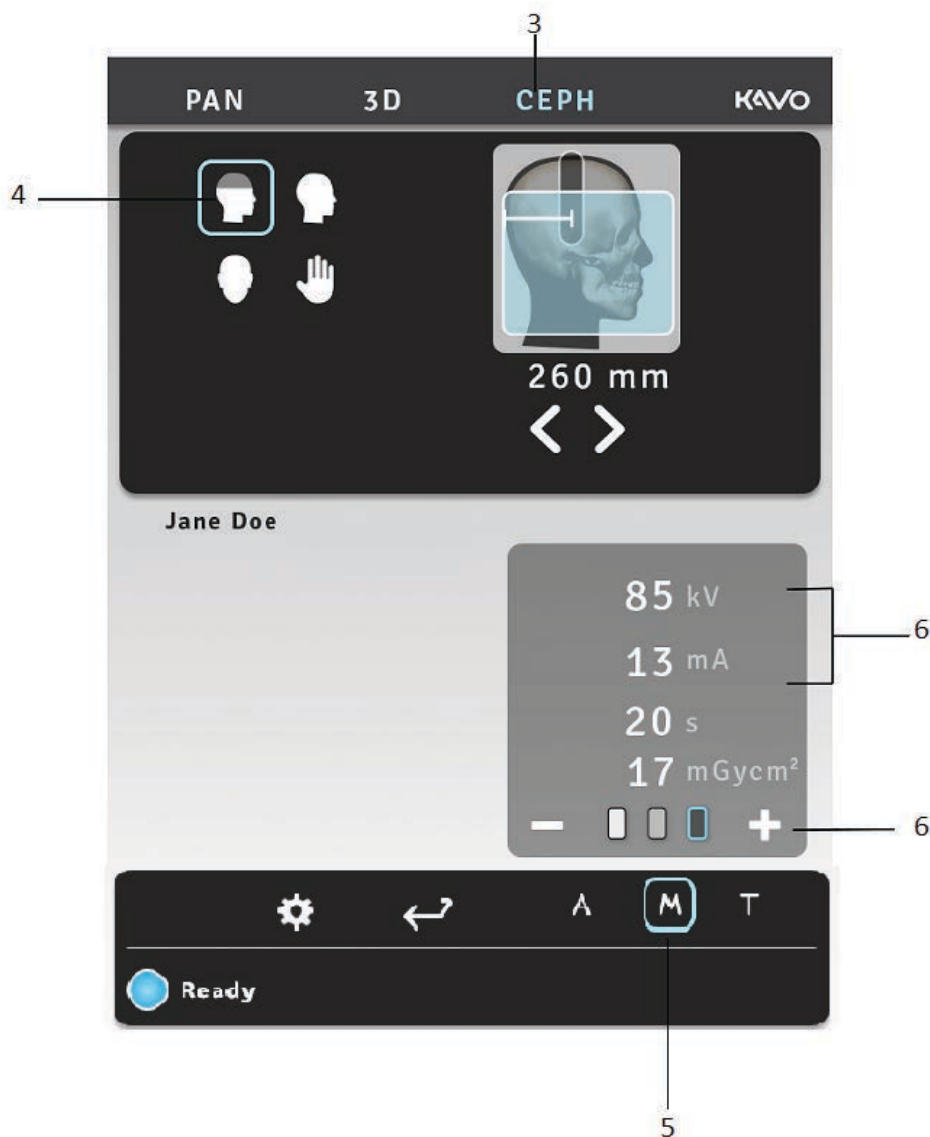 3
PAN 3D CEPH KAVO
4
260 mm
Jane Doe
85 kV
6
13 mA
20 s
17 mGycm²
− + 6
A M T
Ready
5